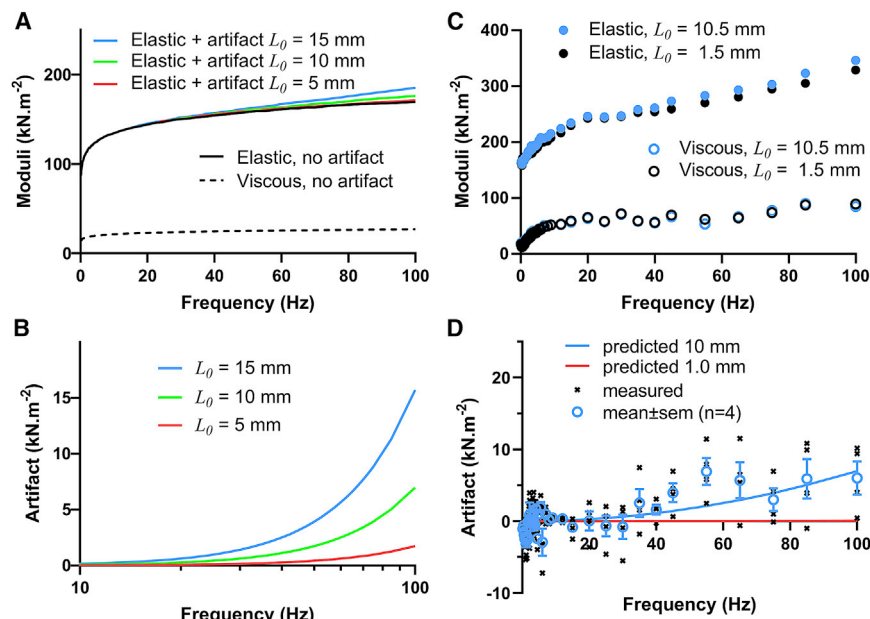 A
Elastic + artifact L0 = 15 mm
Elastic + artifact L0 = 10 mm
Elastic + artifact L0 = 5 mm
Elastic, no artifact
Viscous, no artifact
Moduli (kN.m-2)
200
100
0
0 20 40 60 80 100
Frequency (Hz)
B
L0 = 15 mm
L0 = 10 mm
L0 = 5 mm
Artifact (kN.m-2)
15
10
5
0
10 100
Frequency (Hz)
C
Elastic, L0 = 10.5 mm
Elastic, L0 = 1.5 mm
Viscous, L0 = 10.5 mm
Viscous, L0 = 1.5 mm
Moduli (kN.m-2)
400
300
200
100
0
0 20 40 60 80 100
Frequency (Hz)
D
predicted 10 mm
predicted 1.0 mm
measured
mean±sem (n=4)
Artifact (kN.m-2)
20
10
0
-10
20 40 60 80 100
Frequency (Hz)